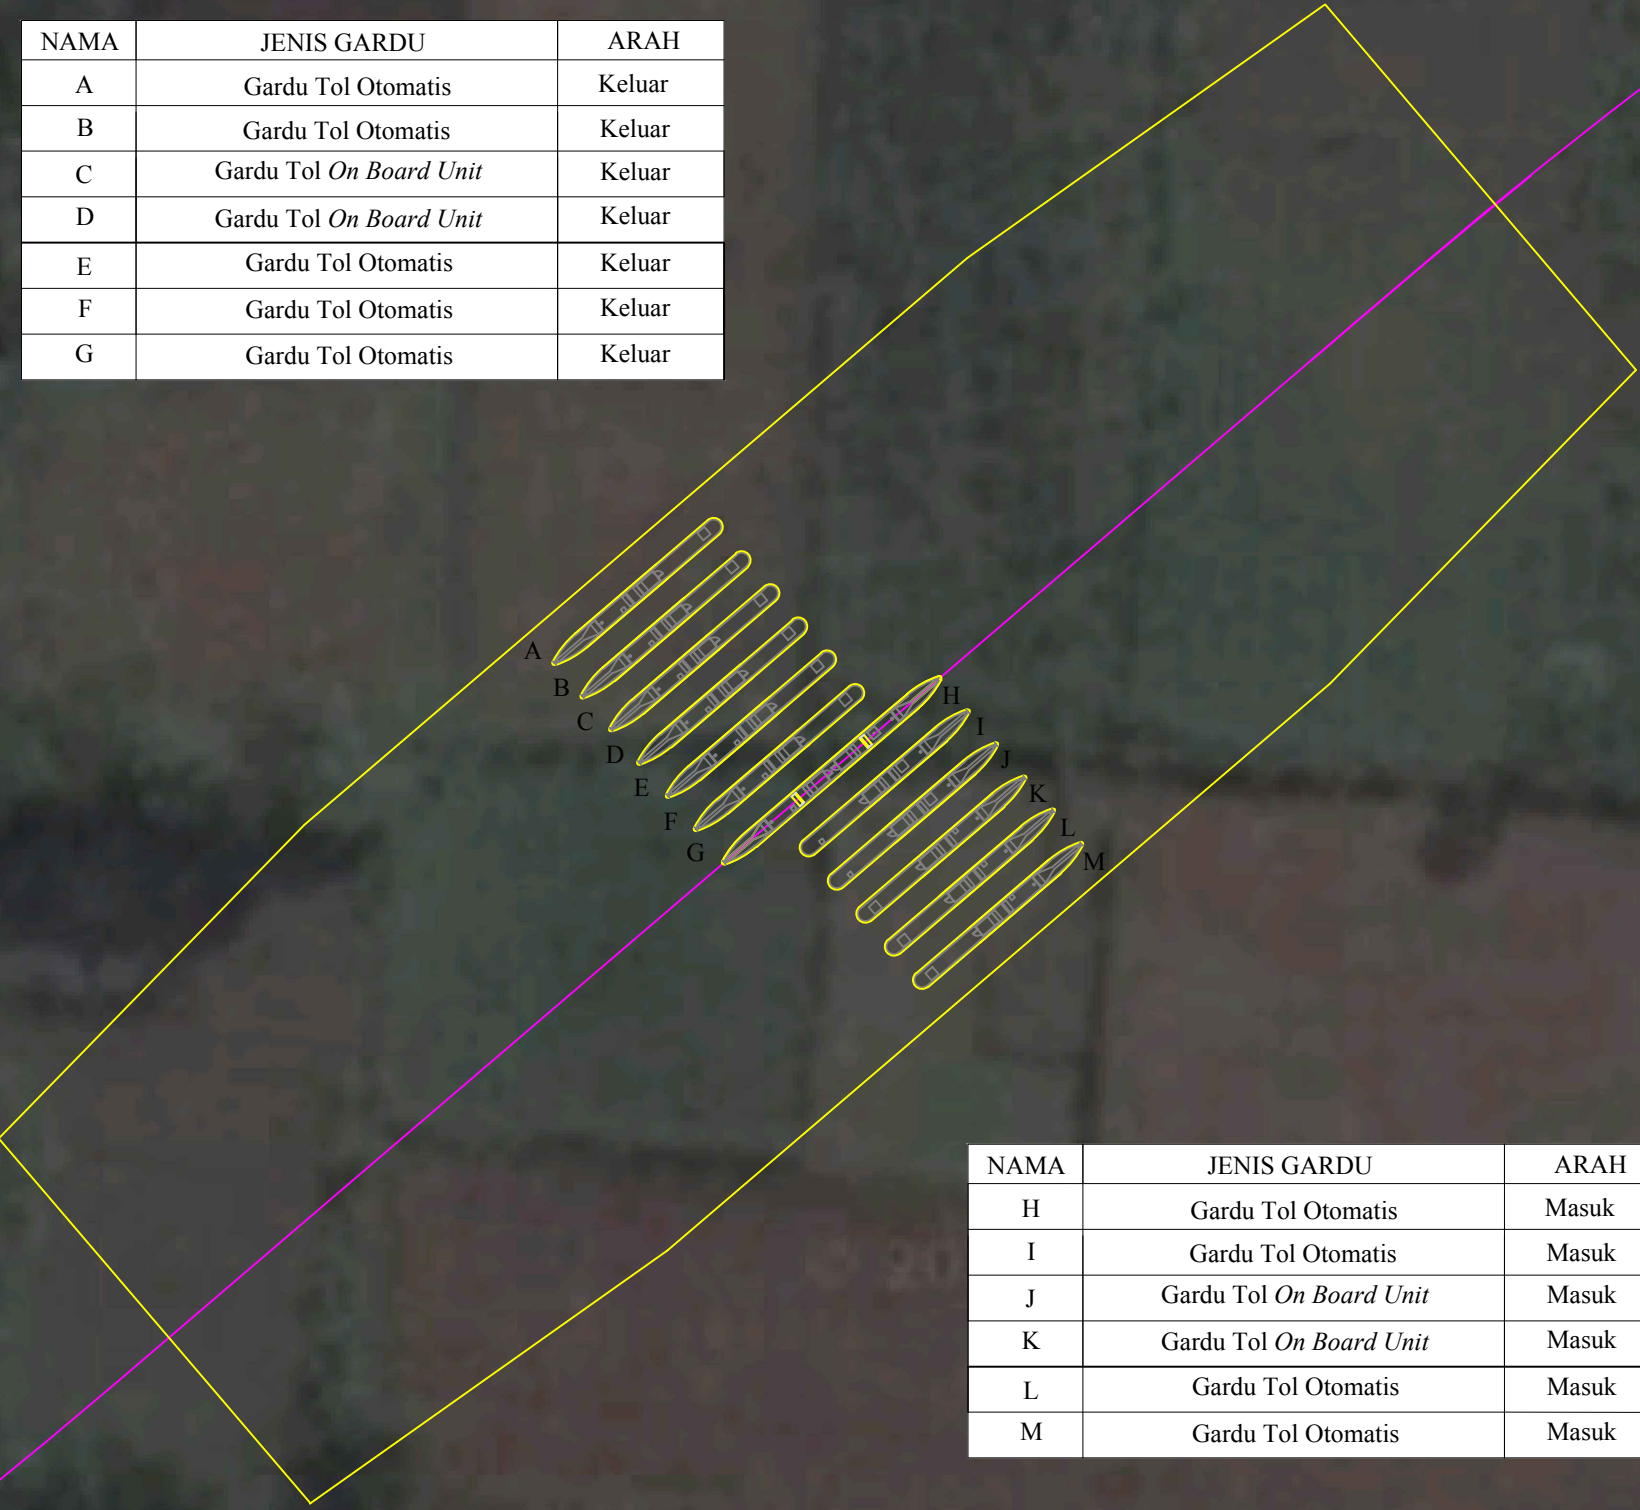 NAMA JENIS GARDU ARAH
A Gardu Tol Otomatis Keluar
B Gardu Tol Otomatis Keluar
C Gardu Tol On Board Unit Keluar
D Gardu Tol On Board Unit Keluar
E Gardu Tol Otomatis Keluar
F Gardu Tol Otomatis Keluar
G Gardu Tol Otomatis Keluar
A
B
C
D
E
F
G
H
I
J
K
L
M
NAMA JENIS GARDU ARAH
H Gardu Tol Otomatis Masuk
I Gardu Tol Otomatis Masuk
J Gardu Tol On Board Unit Masuk
K Gardu Tol On Board Unit Masuk
L Gardu Tol Otomatis Masuk
M Gardu Tol Otomatis Masuk